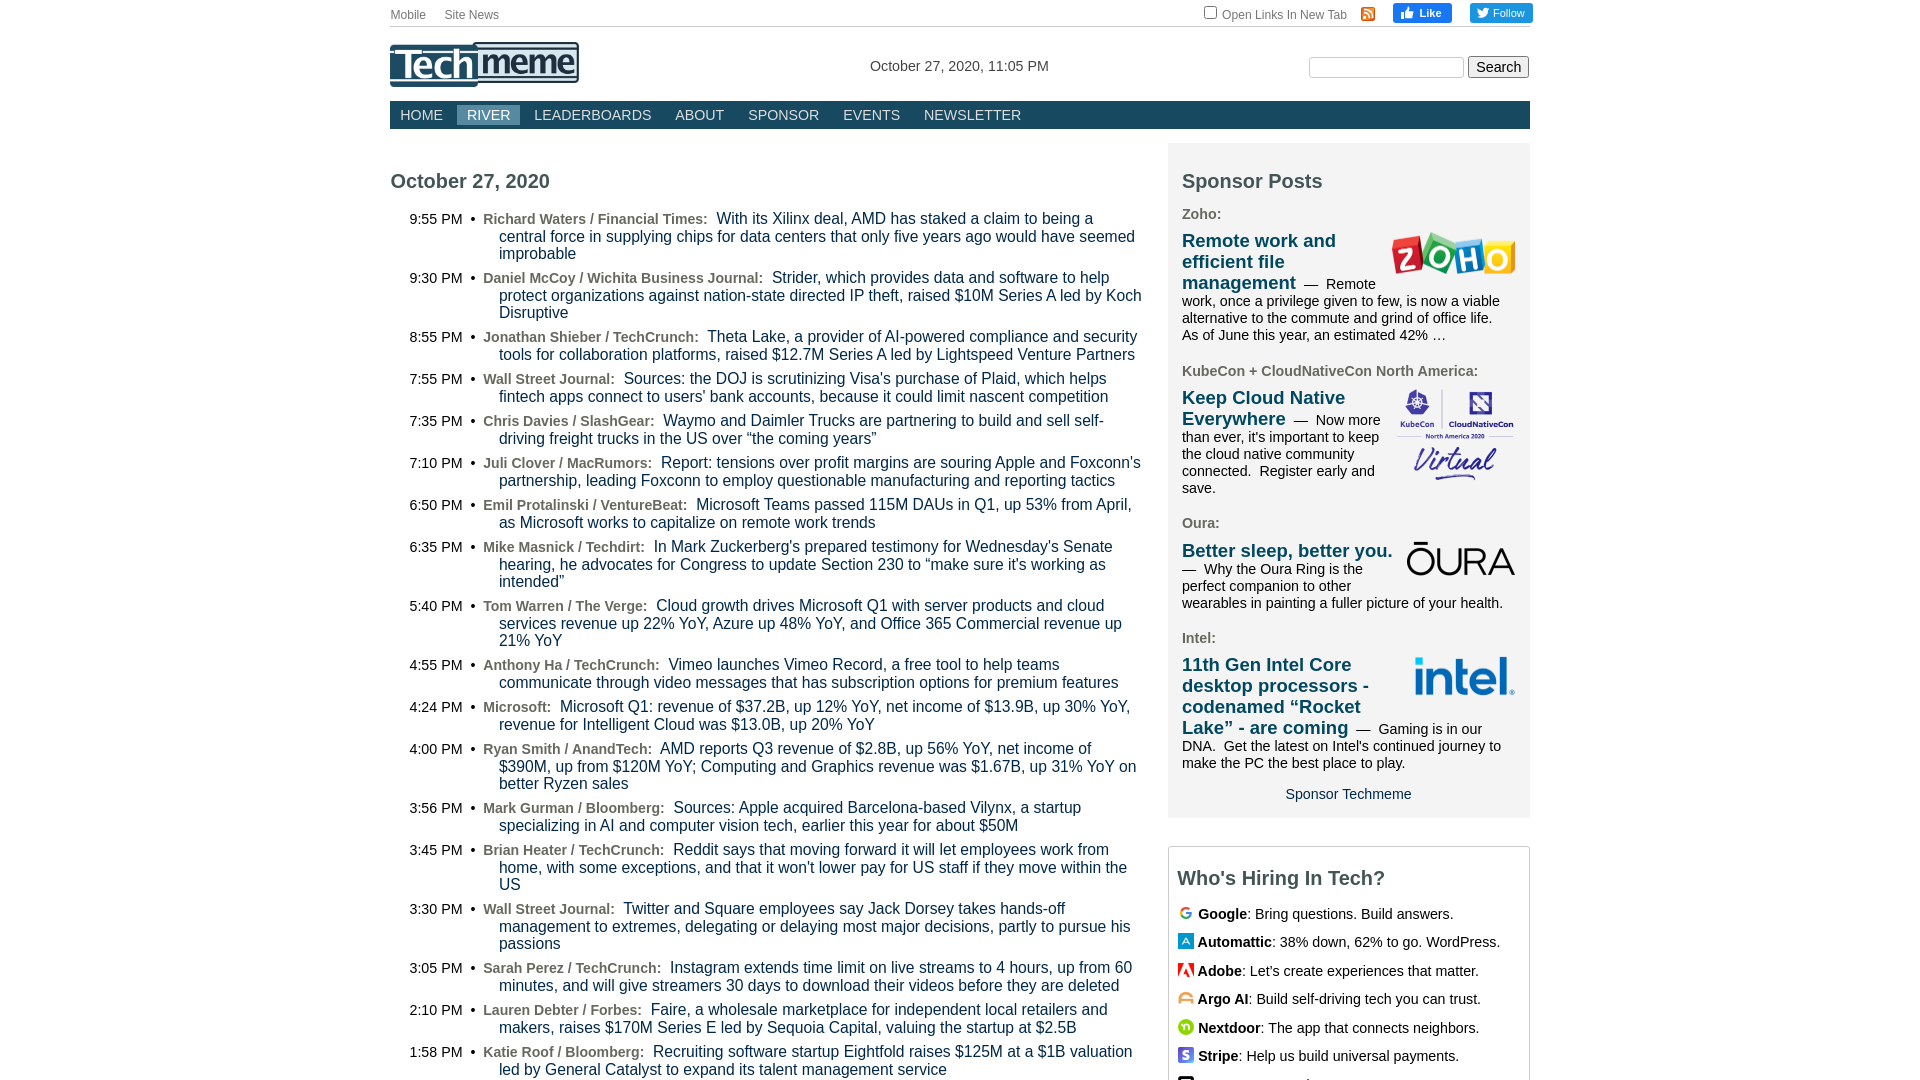 Mobile Site News
Open Links In New Tab
Like
Follow
Techmeme
October 27, 2020, 11:05 PM
Search
HOME RIVER LEADERBOARDS ABOUT SPONSOR EVENTS NEWSLETTER
October 27, 2020
9:55 PM • Richard Waters / Financial Times: With its Xilinx deal, AMD has staked a claim to being a
central force in supplying chips for data centers that only five years ago would have seemed
improbable
9:30 PM • Daniel McCoy / Wichita Business Journal: Strider, which provides data and software to help
protect organizations against nation-state directed IP theft, raised $10M Series A led by Koch
Disruptive
8:55 PM • Jonathan Shieber / TechCrunch: Theta Lake, a provider of AI-powered compliance and security
tools for collaboration platforms, raised $12.7M Series A led by Lightspeed Venture Partners
7:55 PM • Wall Street Journal: Sources: the DOJ is scrutinizing Visa's purchase of Plaid, which helps
fintech apps connect to users' bank accounts, because it could limit nascent competition
7:35 PM • Chris Davies / SlashGear: Waymo and Daimler Trucks are partnering to build and sell self-
driving freight trucks in the US over “the coming years”
7:10 PM • Juli Clover / MacRumors: Report: tensions over profit margins are souring Apple and Foxconn's
partnership, leading Foxconn to employ questionable manufacturing and reporting tactics
6:50 PM • Emil Protalinski / VentureBeat: Microsoft Teams passed 115M DAUs in Q1, up 53% from April,
as Microsoft works to capitalize on remote work trends
6:35 PM • Mike Masnick / Techdirt: In Mark Zuckerberg's prepared testimony for Wednesday's Senate
hearing, he advocates for Congress to update Section 230 to “make sure it's working as
intended”
5:40 PM • Tom Warren / The Verge: Cloud growth drives Microsoft Q1 with server products and cloud
services revenue up 22% YoY, Azure up 48% YoY, and Office 365 Commercial revenue up
21% YoY
4:55 PM • Anthony Ha / TechCrunch: Vimeo launches Vimeo Record, a free tool to help teams
communicate through video messages that has subscription options for premium features
4:24 PM • Microsoft: Microsoft Q1: revenue of $37.2B, up 12% YoY, net income of $13.9B, up 30% YoY,
revenue for Intelligent Cloud was $13.0B, up 20% YoY
4:00 PM • Ryan Smith / AnandTech: AMD reports Q3 revenue of $2.8B, up 56% YoY, net income of
$390M, up from $120M YoY; Computing and Graphics revenue was $1.67B, up 31% YoY on
better Ryzen sales
3:56 PM • Mark Gurman / Bloomberg: Sources: Apple acquired Barcelona-based Vilynx, a startup
specializing in AI and computer vision tech, earlier this year for about $50M
3:45 PM • Brian Heater / TechCrunch: Reddit says that moving forward it will let employees work from
home, with some exceptions, and that it won't lower pay for US staff if they move within the
US
3:30 PM • Wall Street Journal: Twitter and Square employees say Jack Dorsey takes hands-off
management to extremes, delegating or delaying most major decisions, partly to pursue his
passions
3:05 PM • Sarah Perez / TechCrunch: Instagram extends time limit on live streams to 4 hours, up from 60
minutes, and will give streamers 30 days to download their videos before they are deleted
2:10 PM • Lauren Debter / Forbes: Faire, a wholesale marketplace for independent local retailers and
makers, raises $170M Series E led by Sequoia Capital, valuing the startup at $2.5B
1:58 PM • Katie Roof / Bloomberg: Recruiting software startup Eightfold raises $125M at a $1B valuation
led by General Catalyst to expand its talent management service
Sponsor Posts
Zoho:
ZOHO
Remote work and
efficient file
management — Remote
work, once a privilege given to few, is now a viable
alternative to the commute and grind of office life.
As of June this year, an estimated 42% …
KubeCon + CloudNativeCon North America:
KubeCon CloudNativeCon
North America 2020
Virtual
Keep Cloud Native
Everywhere — Now more
than ever, it's important to keep
the cloud native community
connected. Register early and
save.
Oura:
ŌURA
Better sleep, better you.
— Why the Oura Ring is the
perfect companion to other
wearables in painting a fuller picture of your health.
Intel:
intel®
11th Gen Intel Core
desktop processors -
codenamed “Rocket
Lake” - are coming — Gaming is in our
DNA. Get the latest on Intel's continued journey to
make the PC the best place to play.
Sponsor Techmeme
Who's Hiring In Tech?
Google: Bring questions. Build answers.
Automattic: 38% down, 62% to go. WordPress.
Adobe: Let’s create experiences that matter.
Argo AI: Build self-driving tech you can trust.
Nextdoor: The app that connects neighbors.
Stripe: Help us build universal payments.